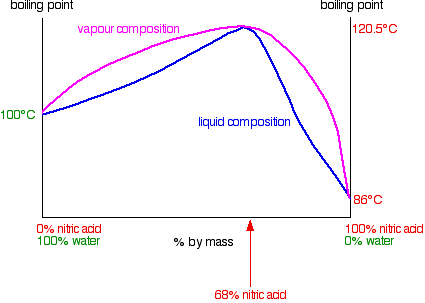 boiling point
boiling point
vapour composition
120.5°C
100°C
liquid composition
86°C
0% nitric acid
100% water
% by mass
100% nitric acid
0% water
68% nitric acid